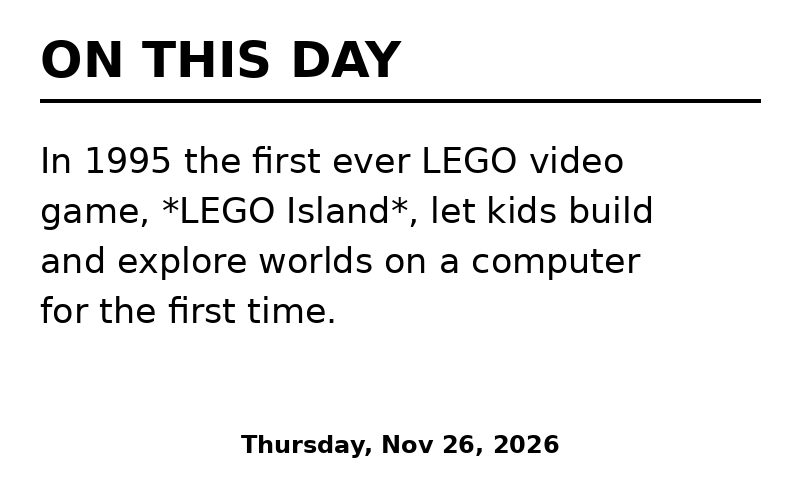 ON THIS DAY
In 1995 the first ever LEGO video
game, *LEGO Island*, let kids build
and explore worlds on a computer
for the first time.
Thursday, Nov 26, 2026